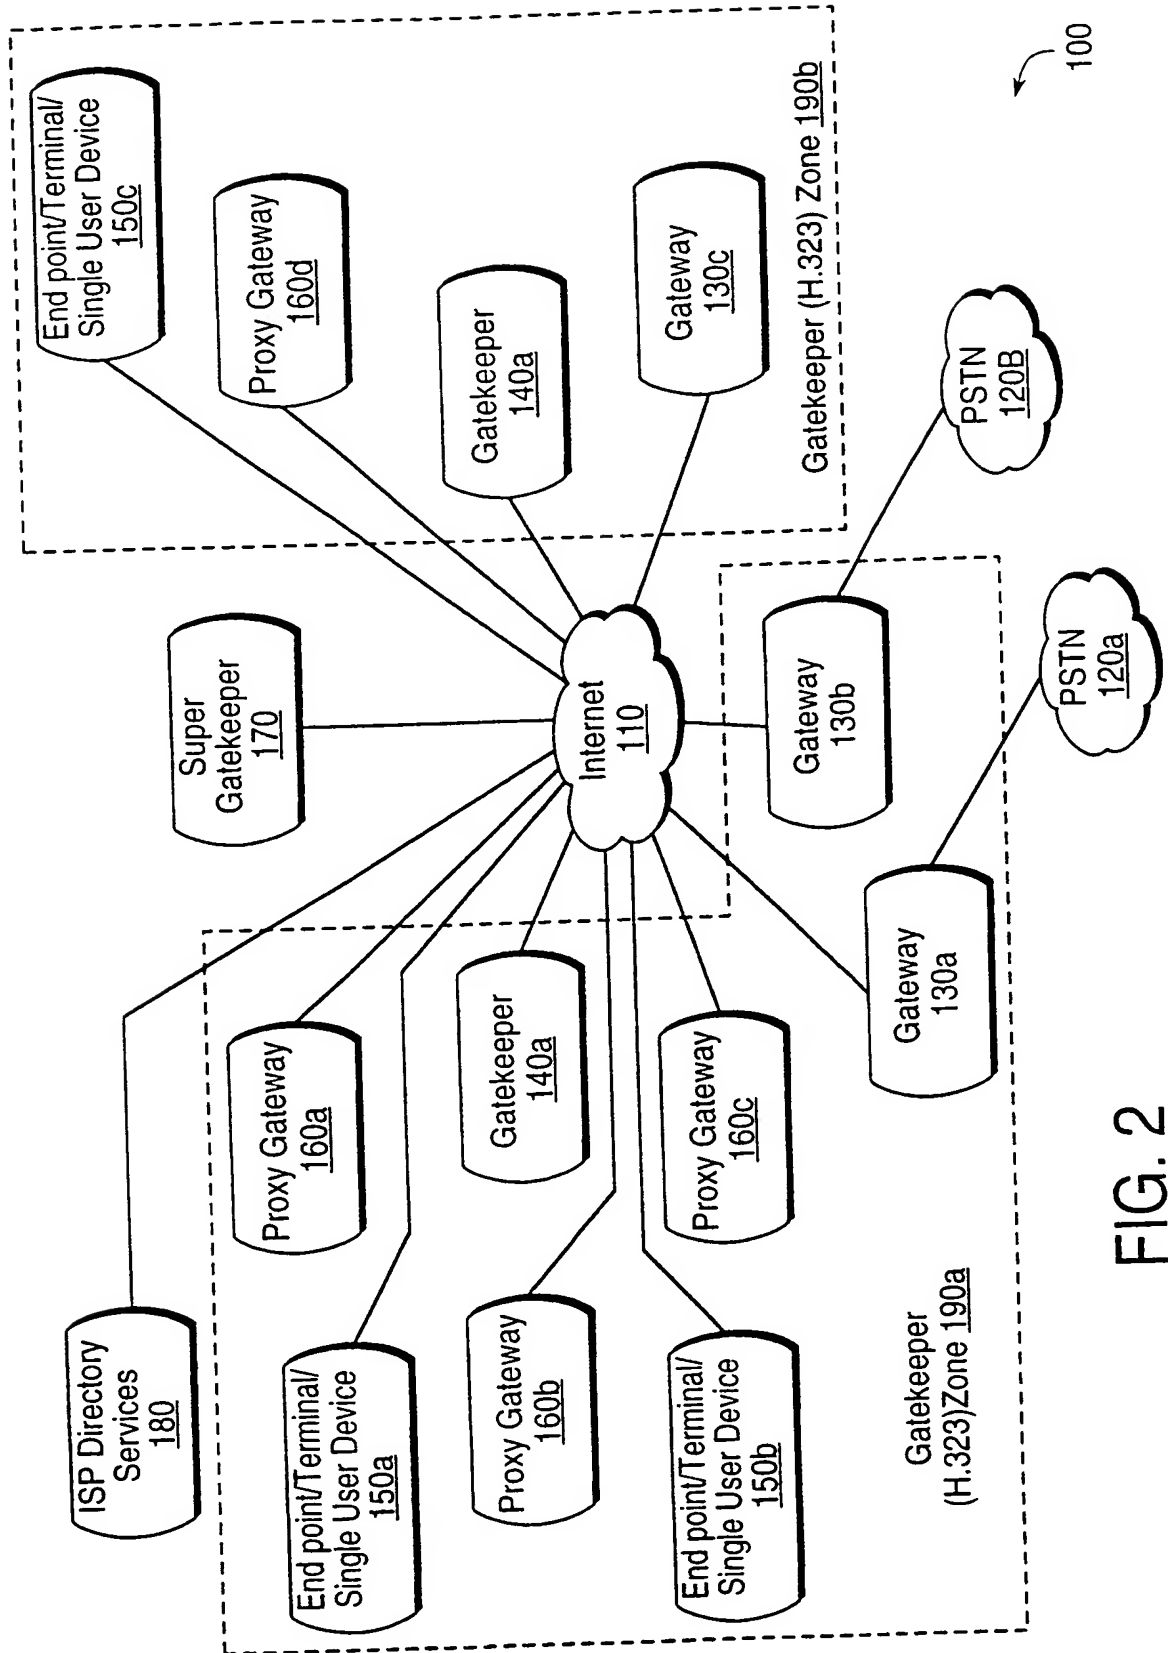 ISP Directory
Services
180
End point/Terminal/
Single User Device
150a
Proxy Gateway
160b
End point/Terminal/
Single User Device
150b
Gatekeeper
(H.323)Zone 190a
Proxy Gateway
160a
Gatekeeper
140a
Proxy Gateway
160c
Gateway
130a
Super
Gatekeeper
170
Internet
110
Gateway
130b
PSTN
120a
End point/Terminal/
Single User Device
150c
Proxy Gateway
160d
Gatekeeper
140a
Gateway
130c
Gatekeeper (H.323) Zone 190b
PSTN
120B
100
FIG. 2